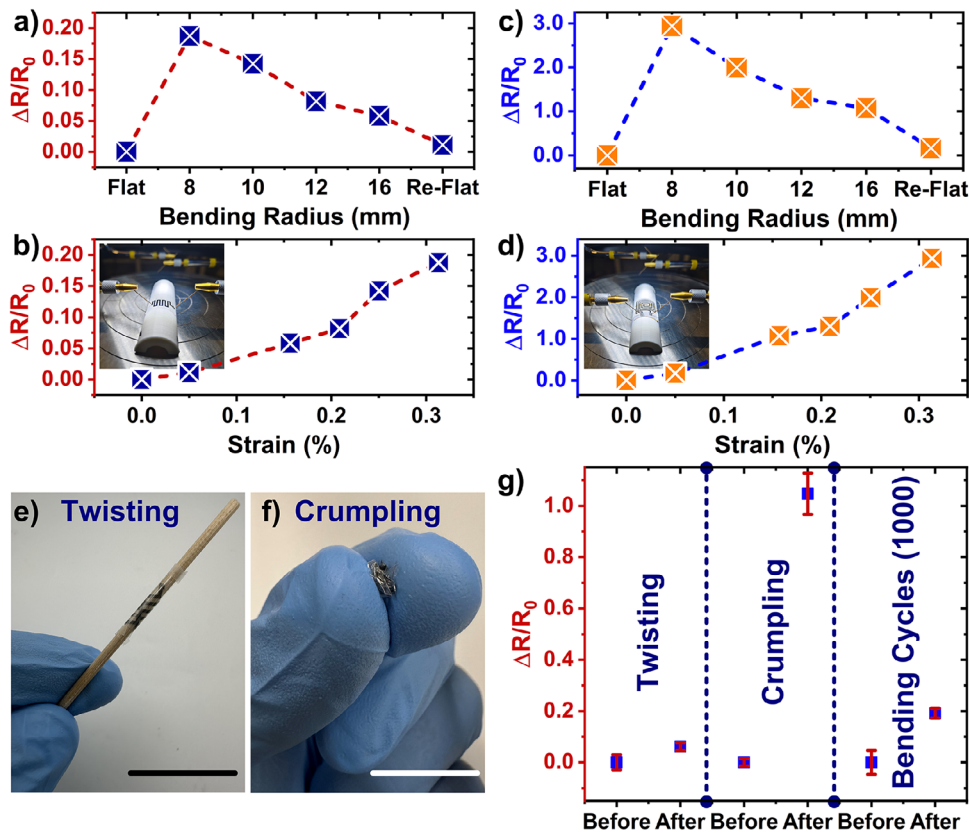 a)
ΔR/R0
0.20
0.15
0.10
0.05
0.00
Flat 8 10 12 16 Re-Flat
Bending Radius (mm)
b)
ΔR/R0
0.20
0.15
0.10
0.05
0.00
0.0 0.1 0.2 0.3
Strain (%)
c)
ΔR/R0
3.0
2.0
1.0
0.0
Flat 8 10 12 16 Re-Flat
Bending Radius (mm)
d)
ΔR/R0
3.0
2.0
1.0
0.0
0.0 0.1 0.2 0.3
Strain (%)
e) Twisting
f) Crumpling
g)
ΔR/R0
1.0
0.8
0.6
0.4
0.2
0.0
Twisting
Crumpling
Bending Cycles (1000)
Before After Before After Before After